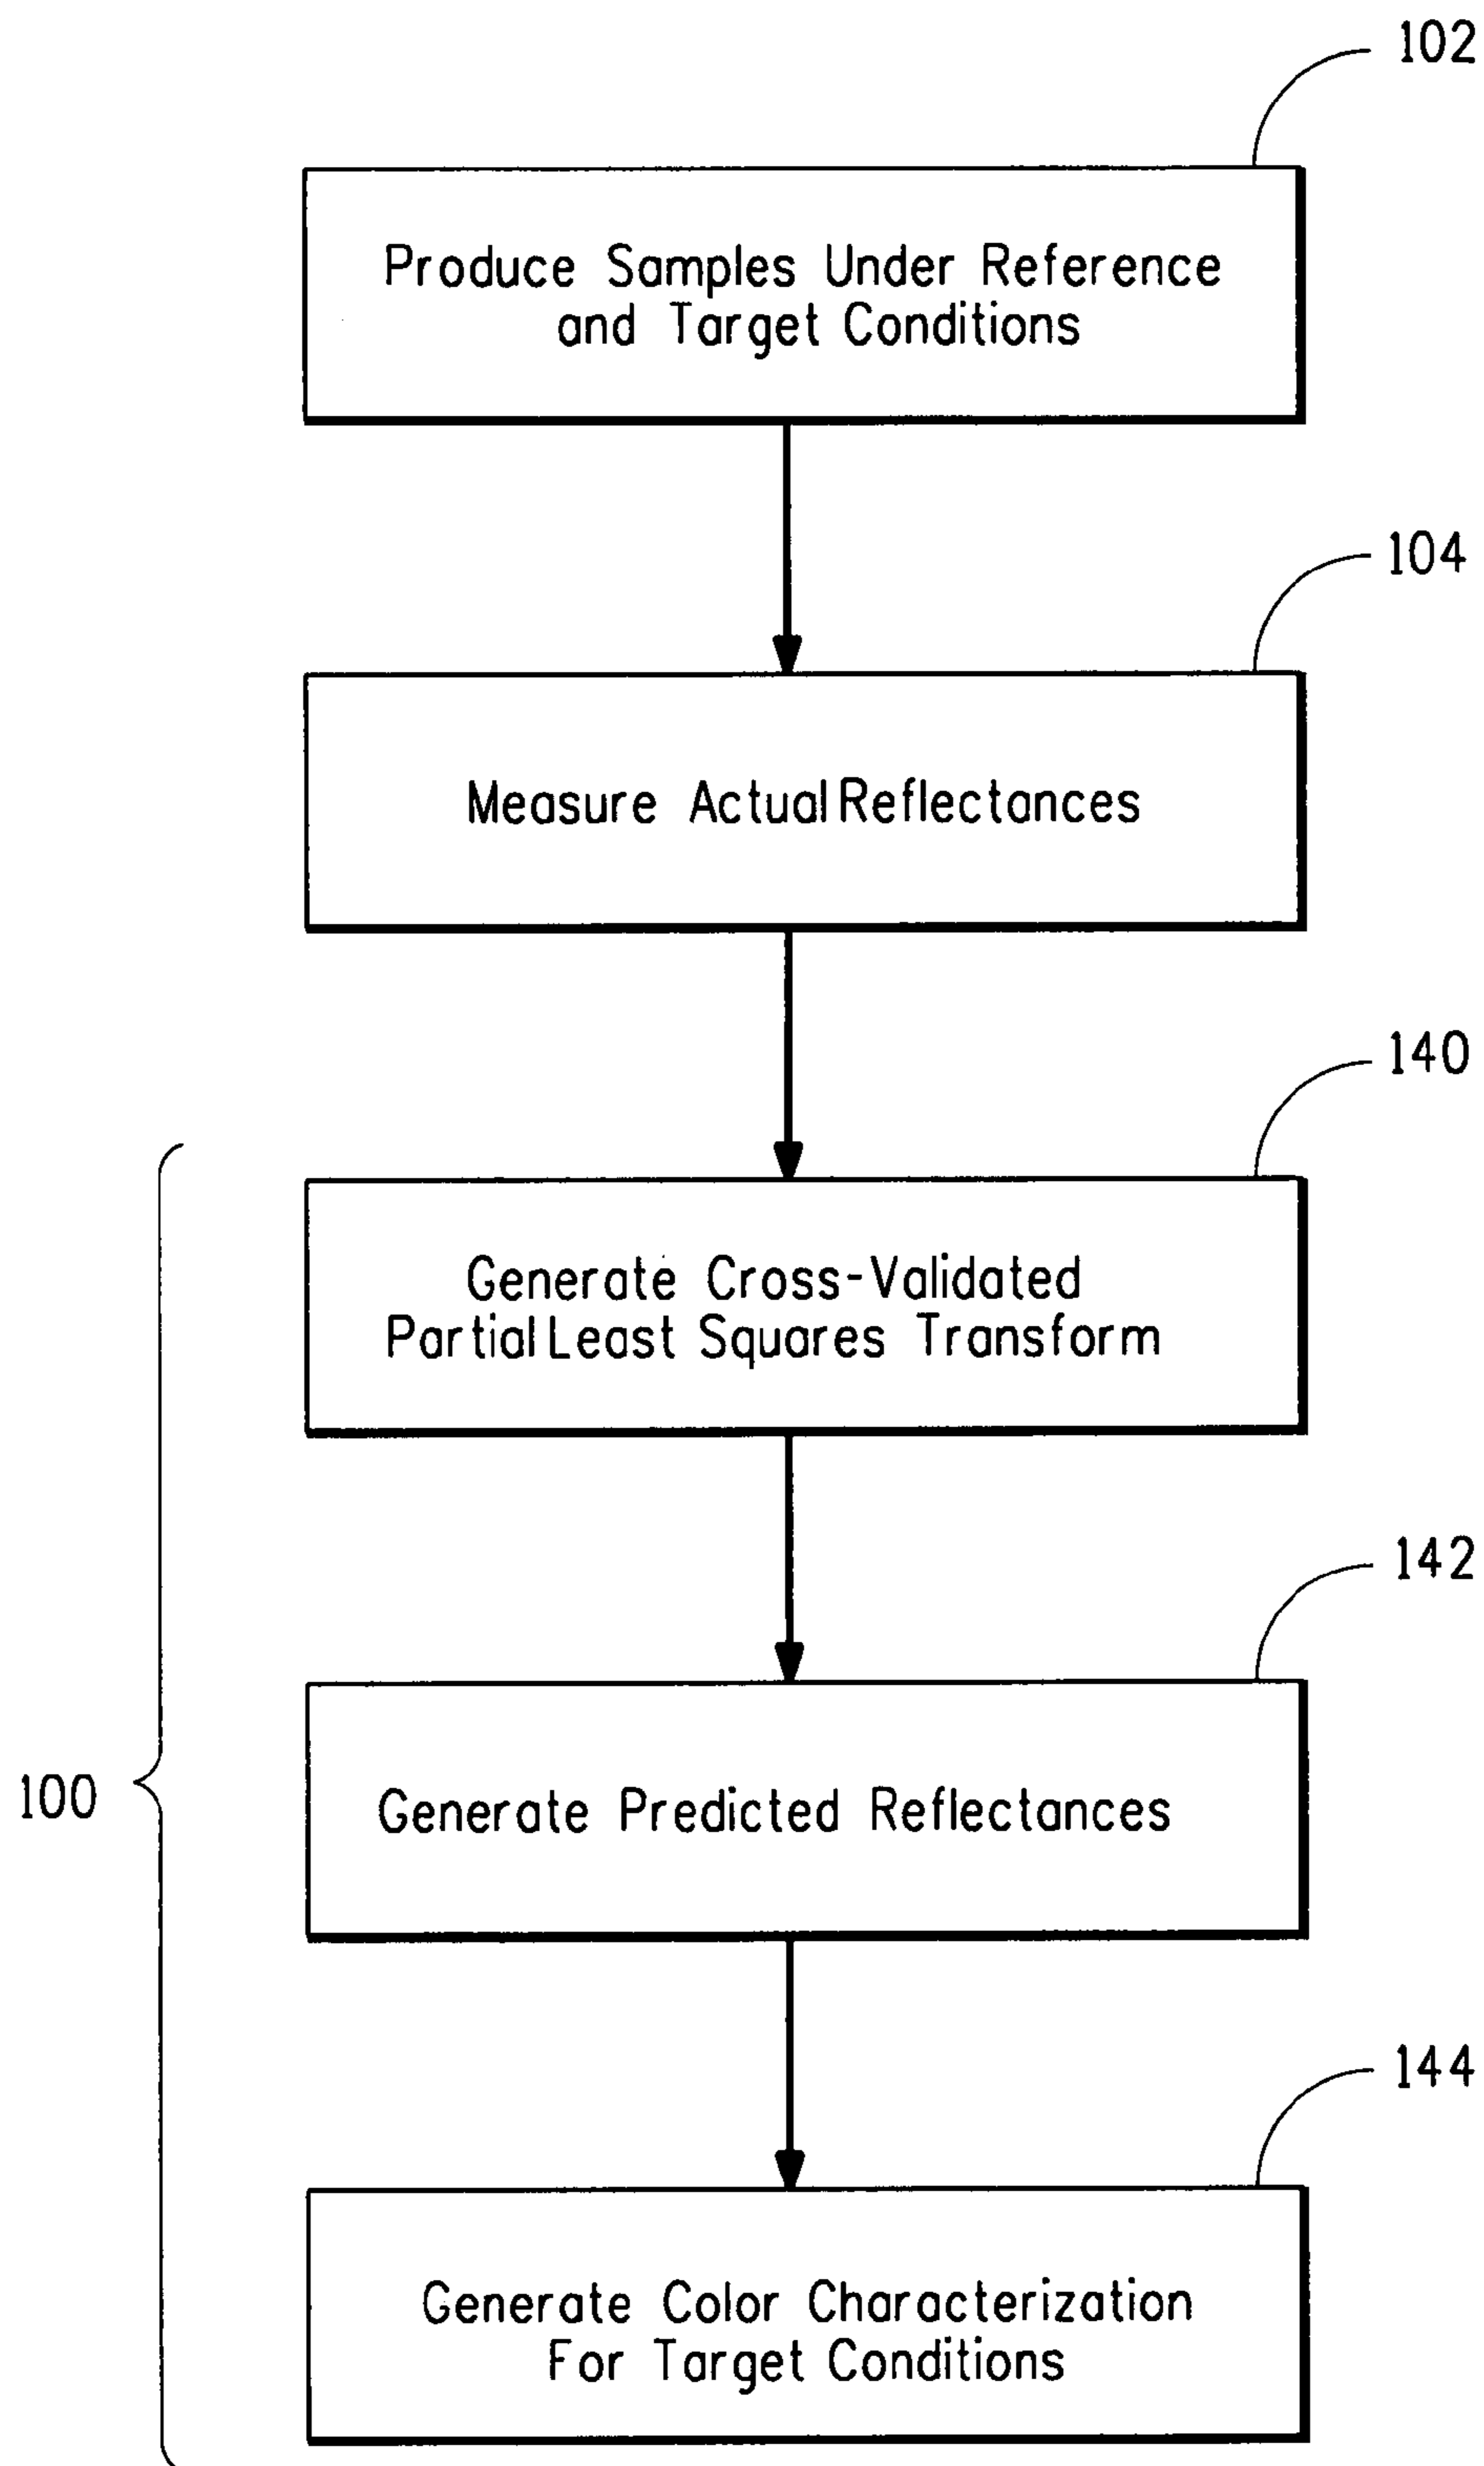 102
Produce Samples Under Reference
and Target Conditions
104
Measure Actual Reflectances
140
Generate Cross-Validated
Partial Least Squares Transform
142
100
Generate Predicted Reflectances
144
Generate Color Characterization
For Target Conditions